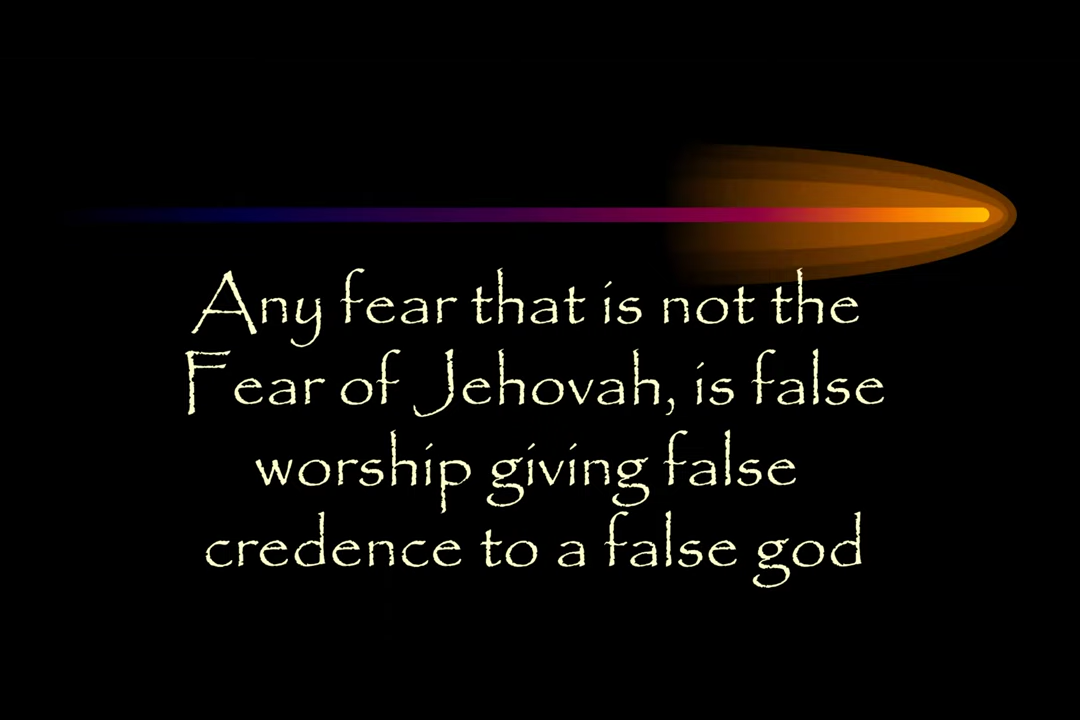 Any fear that is not the
Fear of Jehovah, is false
worship giving false
credence to a false god